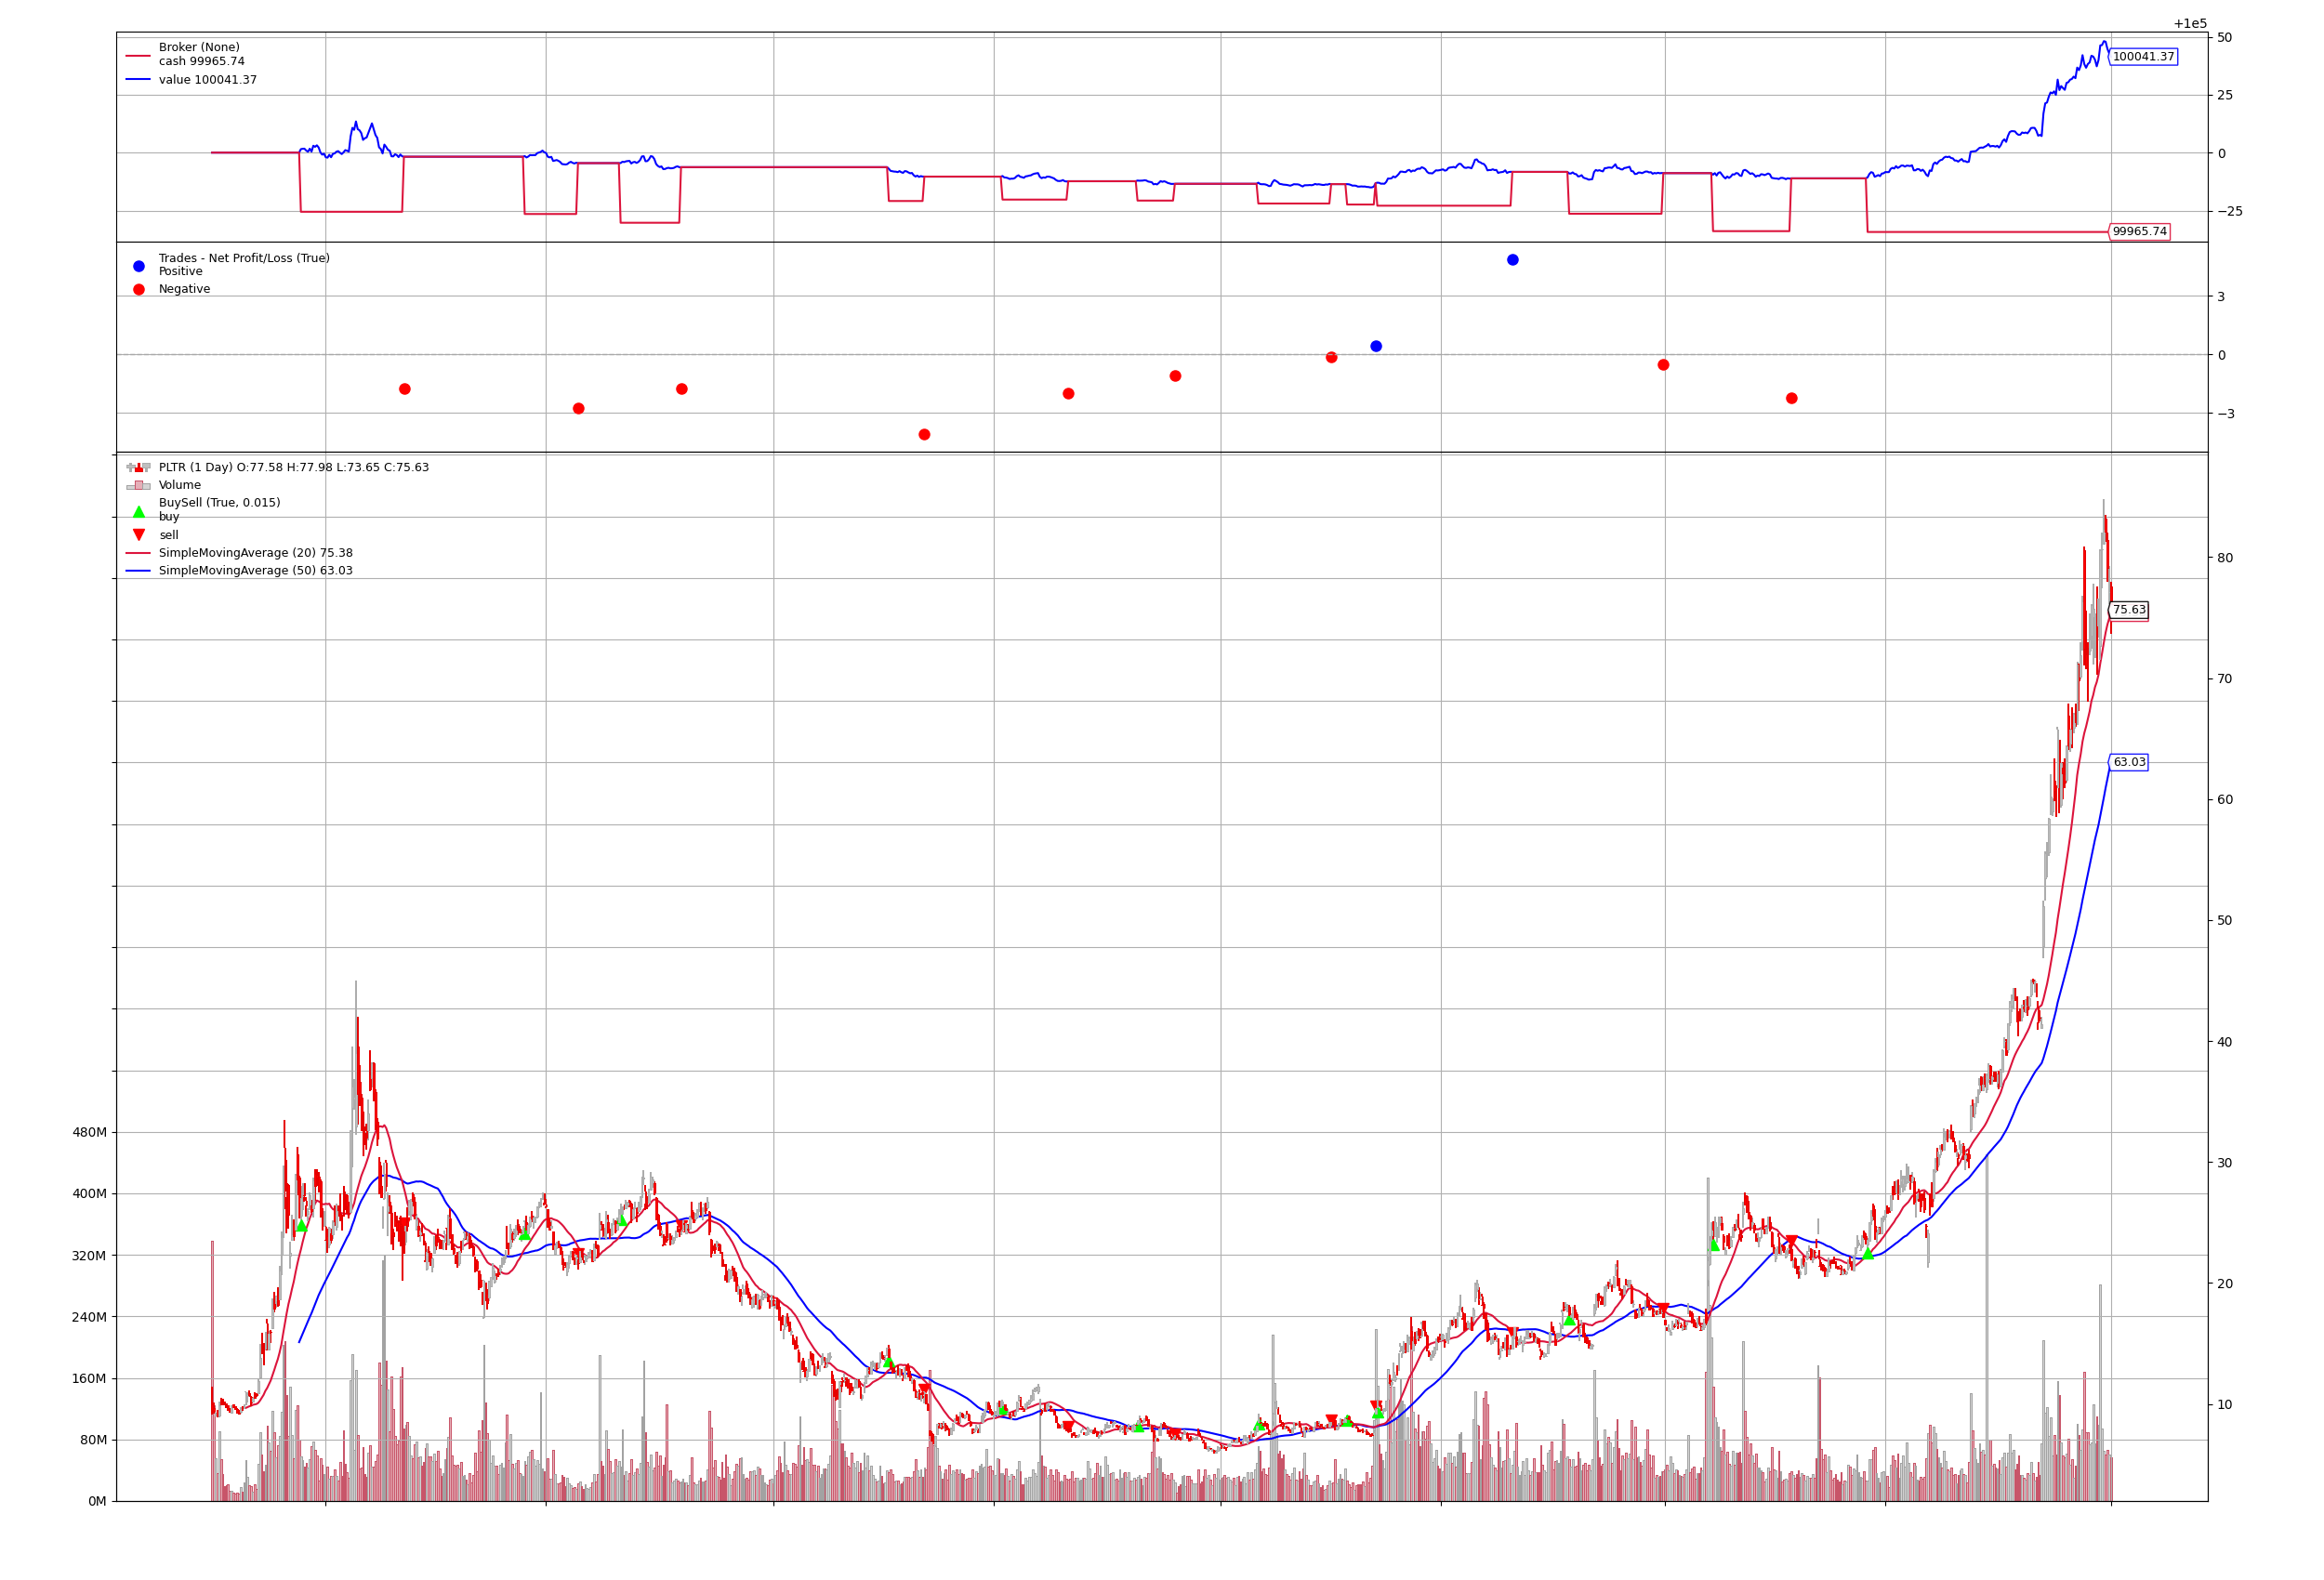 +1e5
Broker (None)
cash 99965.74
value 100041.37
50
25
0
−25
100041.37
99965.74
Trades - Net Profit/Loss (True)
Positive
Negative
3
0
−3
PLTR (1 Day) O:77.58 H:77.98 L:73.65 C:75.63
Volume
BuySell (True, 0.015)
buy
sell
SimpleMovingAverage (20) 75.38
SimpleMovingAverage (50) 63.03
80
75.63
70
63.03
60
50
40
30
20
10
480M
400M
320M
240M
160M
80M
0M